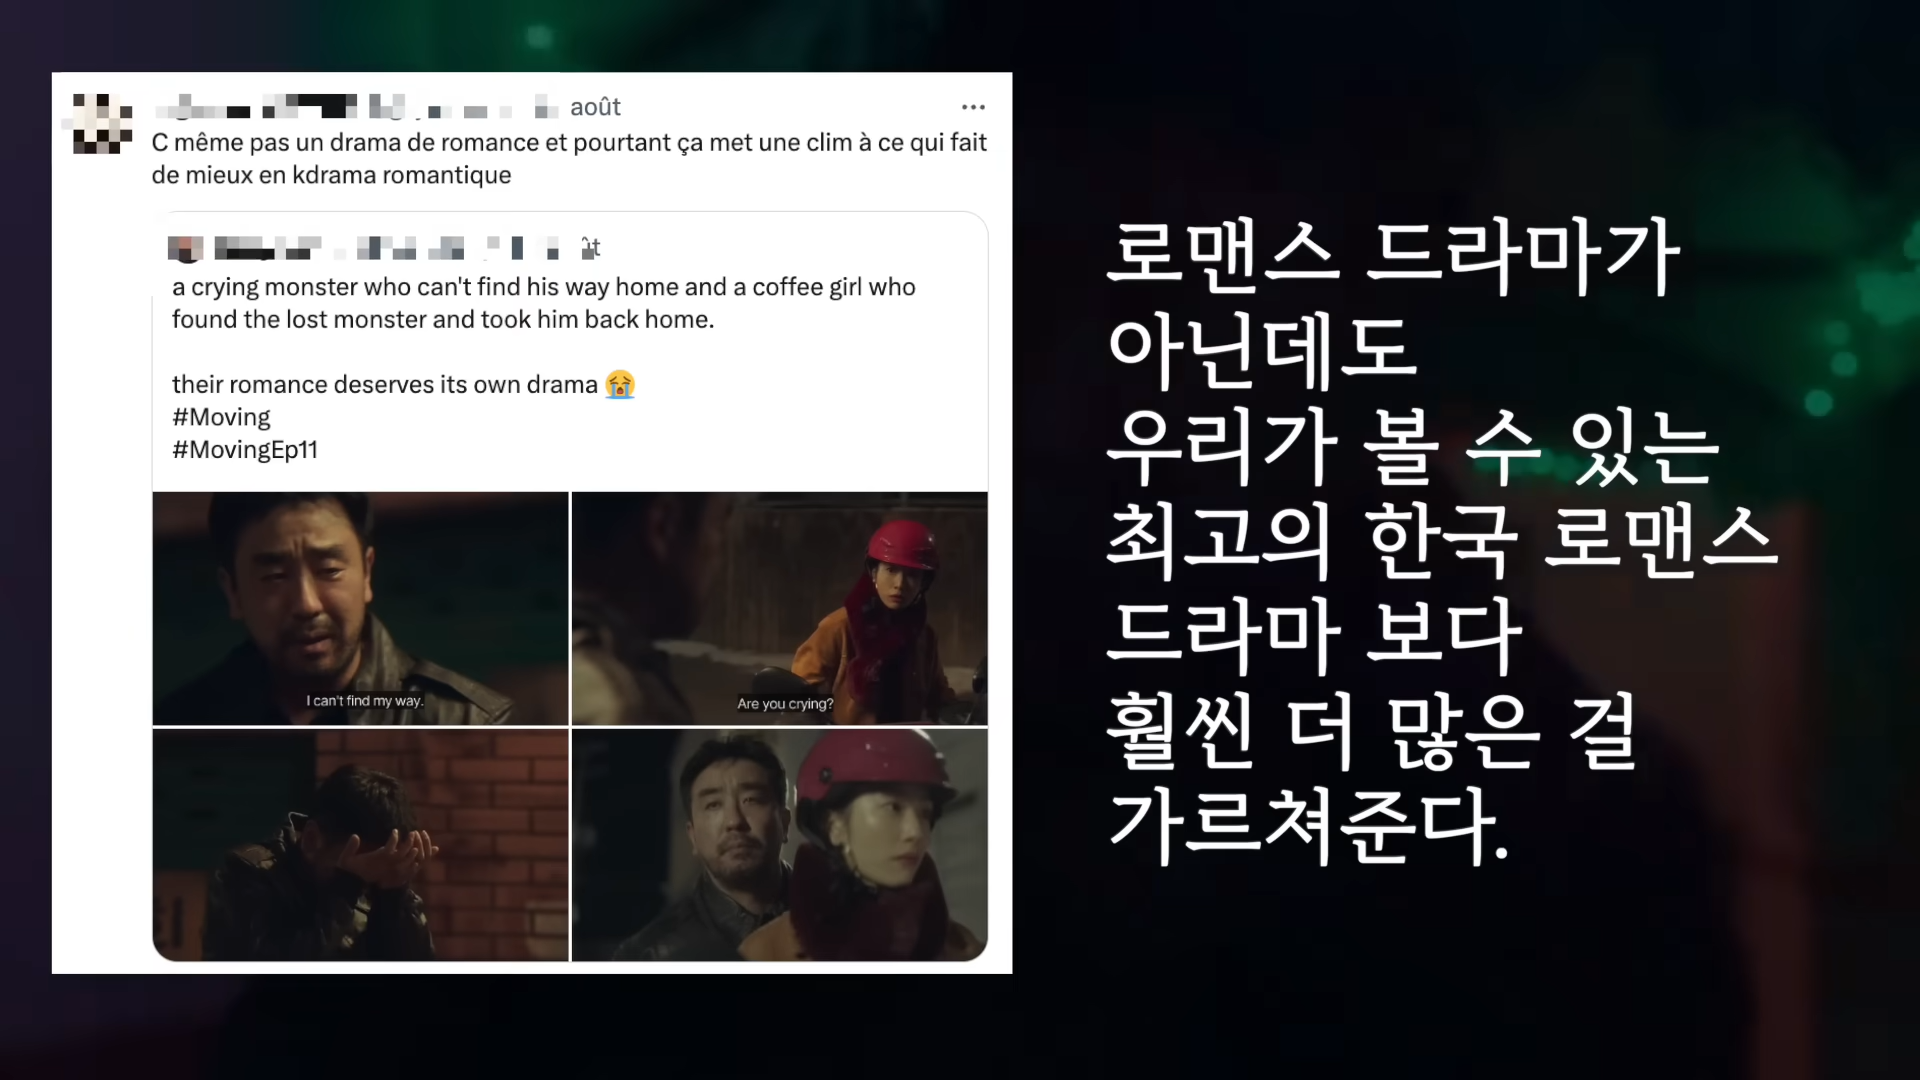 août
C même pas un drama de romance et pourtant ça met une clim à ce qui fait
de mieux en kdrama romantique
a crying monster who can't find his way home and a coffee girl who
found the lost monster and took him back home.
their romance deserves its own drama 😭
#Moving
#MovingEp11
I can't find my way.
Are you crying?
로맨스 드라마가
아닌데도
우리가 볼 수 있는
최고의 한국 로맨스
드라마 보다
훨씬 더 많은 걸
가르쳐준다.